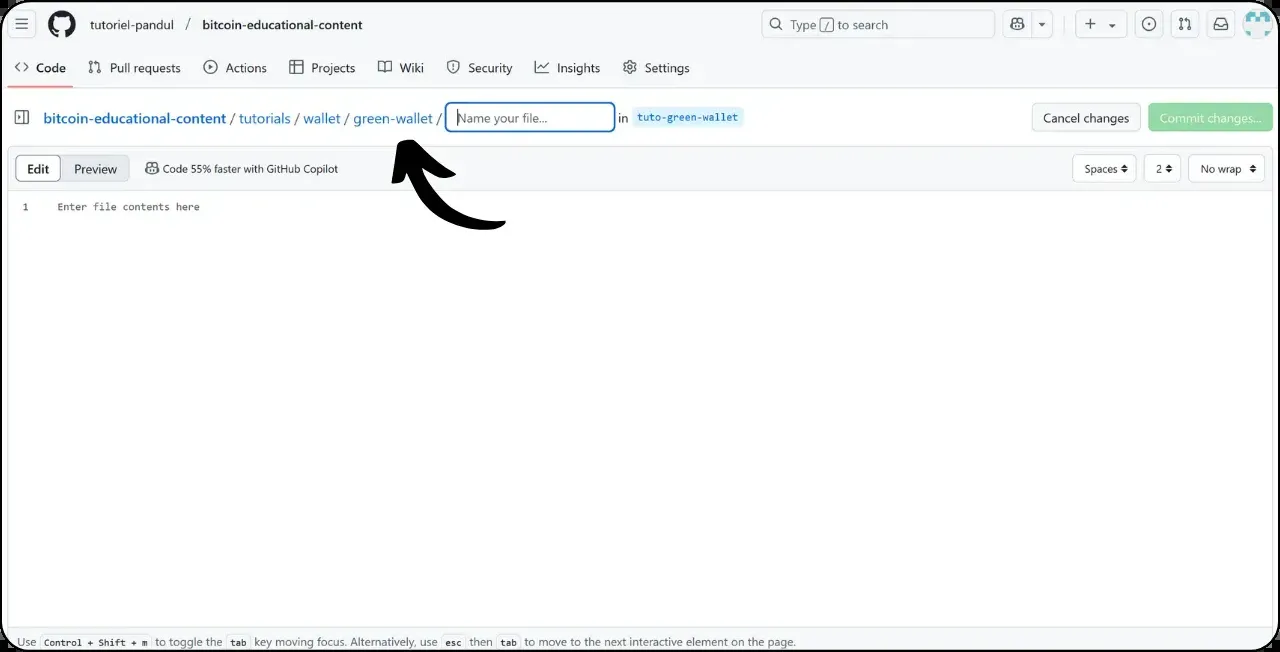 tutoriel-pandul / bitcoin-educational-content
Type / to search
Code Pull requests Actions Projects Wiki Security Insights Settings
bitcoin-educational-content / tutorials / wallet / green-wallet / Name your file... in tuto-green-wallet Cancel changes Commit changes...
Edit Preview Code 55% faster with GitHub Copilot Spaces 2 No wrap
1 Enter file contents here
Use Control + Shift + m to toggle the tab key moving focus. Alternatively, use esc then tab to move to the next interactive element on the page.